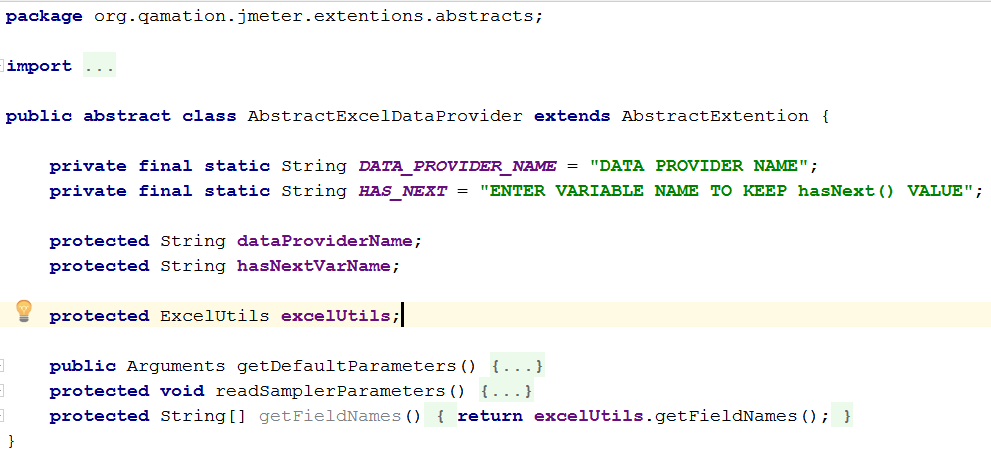 package org.qamation.jmeter.extentions.abstracts;
import ...
public abstract class AbstractExcelDataProvider extends AbstractExtention {
private final static String DATA_PROVIDER_NAME = "DATA PROVIDER NAME";
private final static String HAS_NEXT = "ENTER VARIABLE NAME TO KEEP hasNext() VALUE";
protected String dataProviderName;
protected String hasNextVarName;
protected ExcelUtils excelUtils;
public Arguments getDefaultParameters() {...}
protected void readSamplerParameters() {...}
protected String[] getFieldNames() { return excelUtils.getFieldNames(); }
}